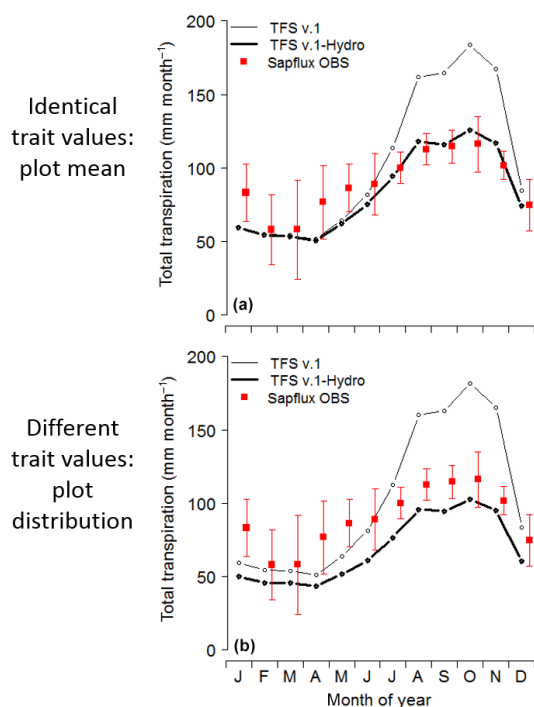 Identical
trait values:
plot mean
Total transpiration (mm month⁻¹)
200
150
100
50
0
TFS v.1
TFS v.1-Hydro
Sapflux OBS
(a)
Different
trait values:
plot
distribution
Total transpiration (mm month⁻¹)
200
150
100
50
0
TFS v.1
TFS v.1-Hydro
Sapflux OBS
(b)
J F M A M J J A S O N D
Month of year